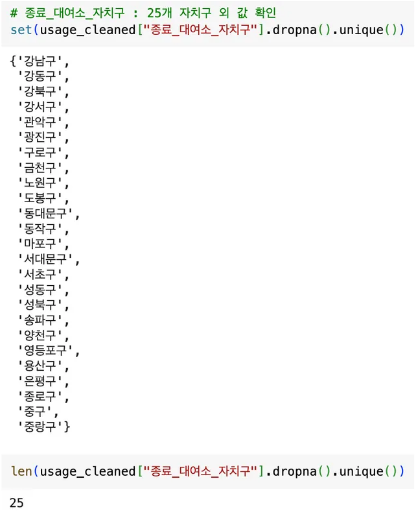 # 종료_대여소_자치구 : 25개 자치구 외 값 확인
set(usage_cleaned["종료_대여소_자치구"].dropna().unique())
{'강남구',
'강동구',
'강북구',
'강서구',
'관악구',
'광진구',
'구로구',
'금천구',
'노원구',
'도봉구',
'동대문구',
'동작구',
'마포구',
'서대문구',
'서초구',
'성동구',
'성북구',
'송파구',
'양천구',
'영등포구',
'용산구',
'은평구',
'종로구',
'중구',
'중랑구'}
len(usage_cleaned["종료_대여소_자치구"].dropna().unique())
25